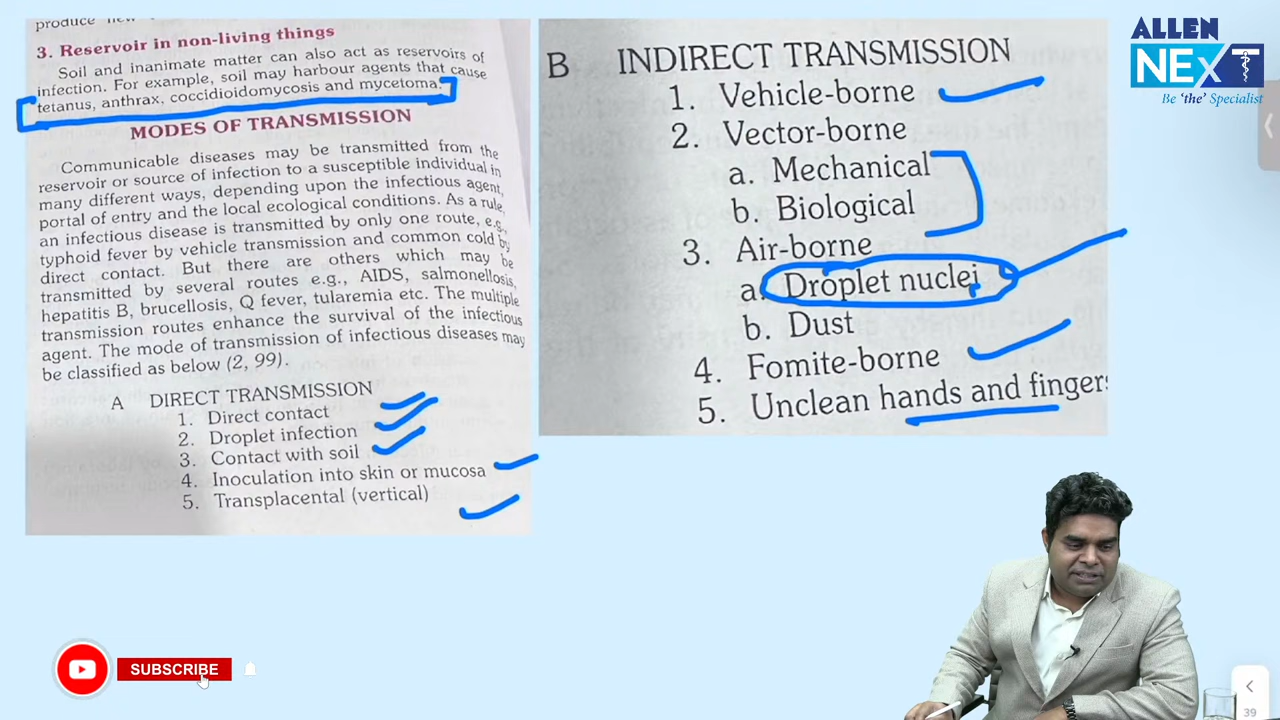 produce new
3. Reservoir in non-living things
Soil and inanimate matter can also act as reservoirs of
infection. For example, soil may harbour agents that cause
tetanus, anthrax, coccidioidomycosis and mycetoma.
MODES OF TRANSMISSION
Communicable diseases may be transmitted from the
reservoir or source of infection to a susceptible individual in
many different ways, depending upon the infectious agent,
portal of entry and the local ecological conditions. As a rule,
an infectious disease is transmitted by only one route, e.g.,
typhoid fever by vehicle transmission and common cold by
direct contact. But there are others which may be
transmitted by several routes e.g., AIDS, salmonellosis,
hepatitis B, brucellosis, Q fever, tularemia etc. The multiple
transmission routes enhance the survival of the infectious
agent. The mode of transmission of infectious diseases may
be classified as below (2, 99).
A DIRECT TRANSMISSION
1. Direct contact
2. Droplet infection
3. Contact with soil
4. Inoculation into skin or mucosa
5. Transplacental (vertical)
B INDIRECT TRANSMISSION
1. Vehicle-borne
2. Vector-borne
a. Mechanical
b. Biological
3. Air-borne
a. Droplet nuclei
b. Dust
4. Fomite-borne
5. Unclean hands and fingers
ALLEN
NEXT
Be 'the' Specialist
SUBSCRIBE
39